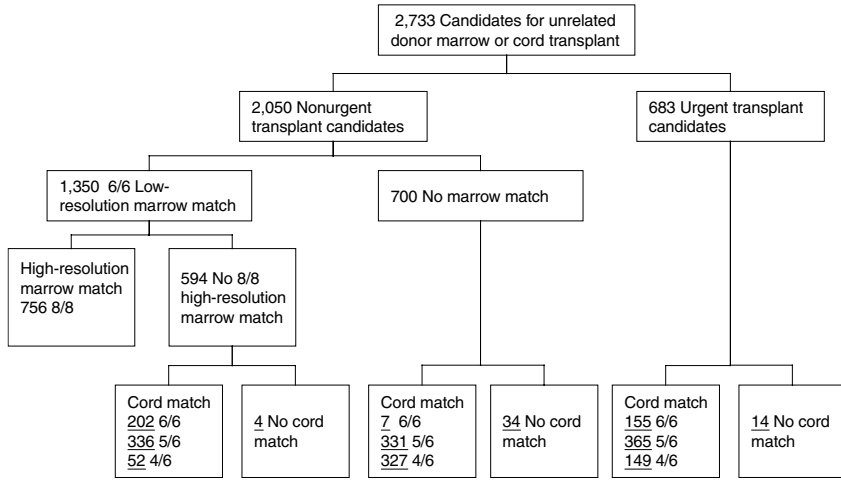 2,733 Candidates for unrelated
donor marrow or cord transplant
2,050 Nonurgent
transplant candidates
683 Urgent transplant
candidates
1,350 6/6 Low-
resolution marrow match
700 No marrow match
High-resolution
marrow match
756 8/8
594 No 8/8
high-resolution
marrow match
Cord match
202 6/6
336 5/6
52 4/6
4 No cord
match
Cord match
7 6/6
331 5/6
327 4/6
34 No cord
match
Cord match
155 6/6
365 5/6
149 4/6
14 No cord
match